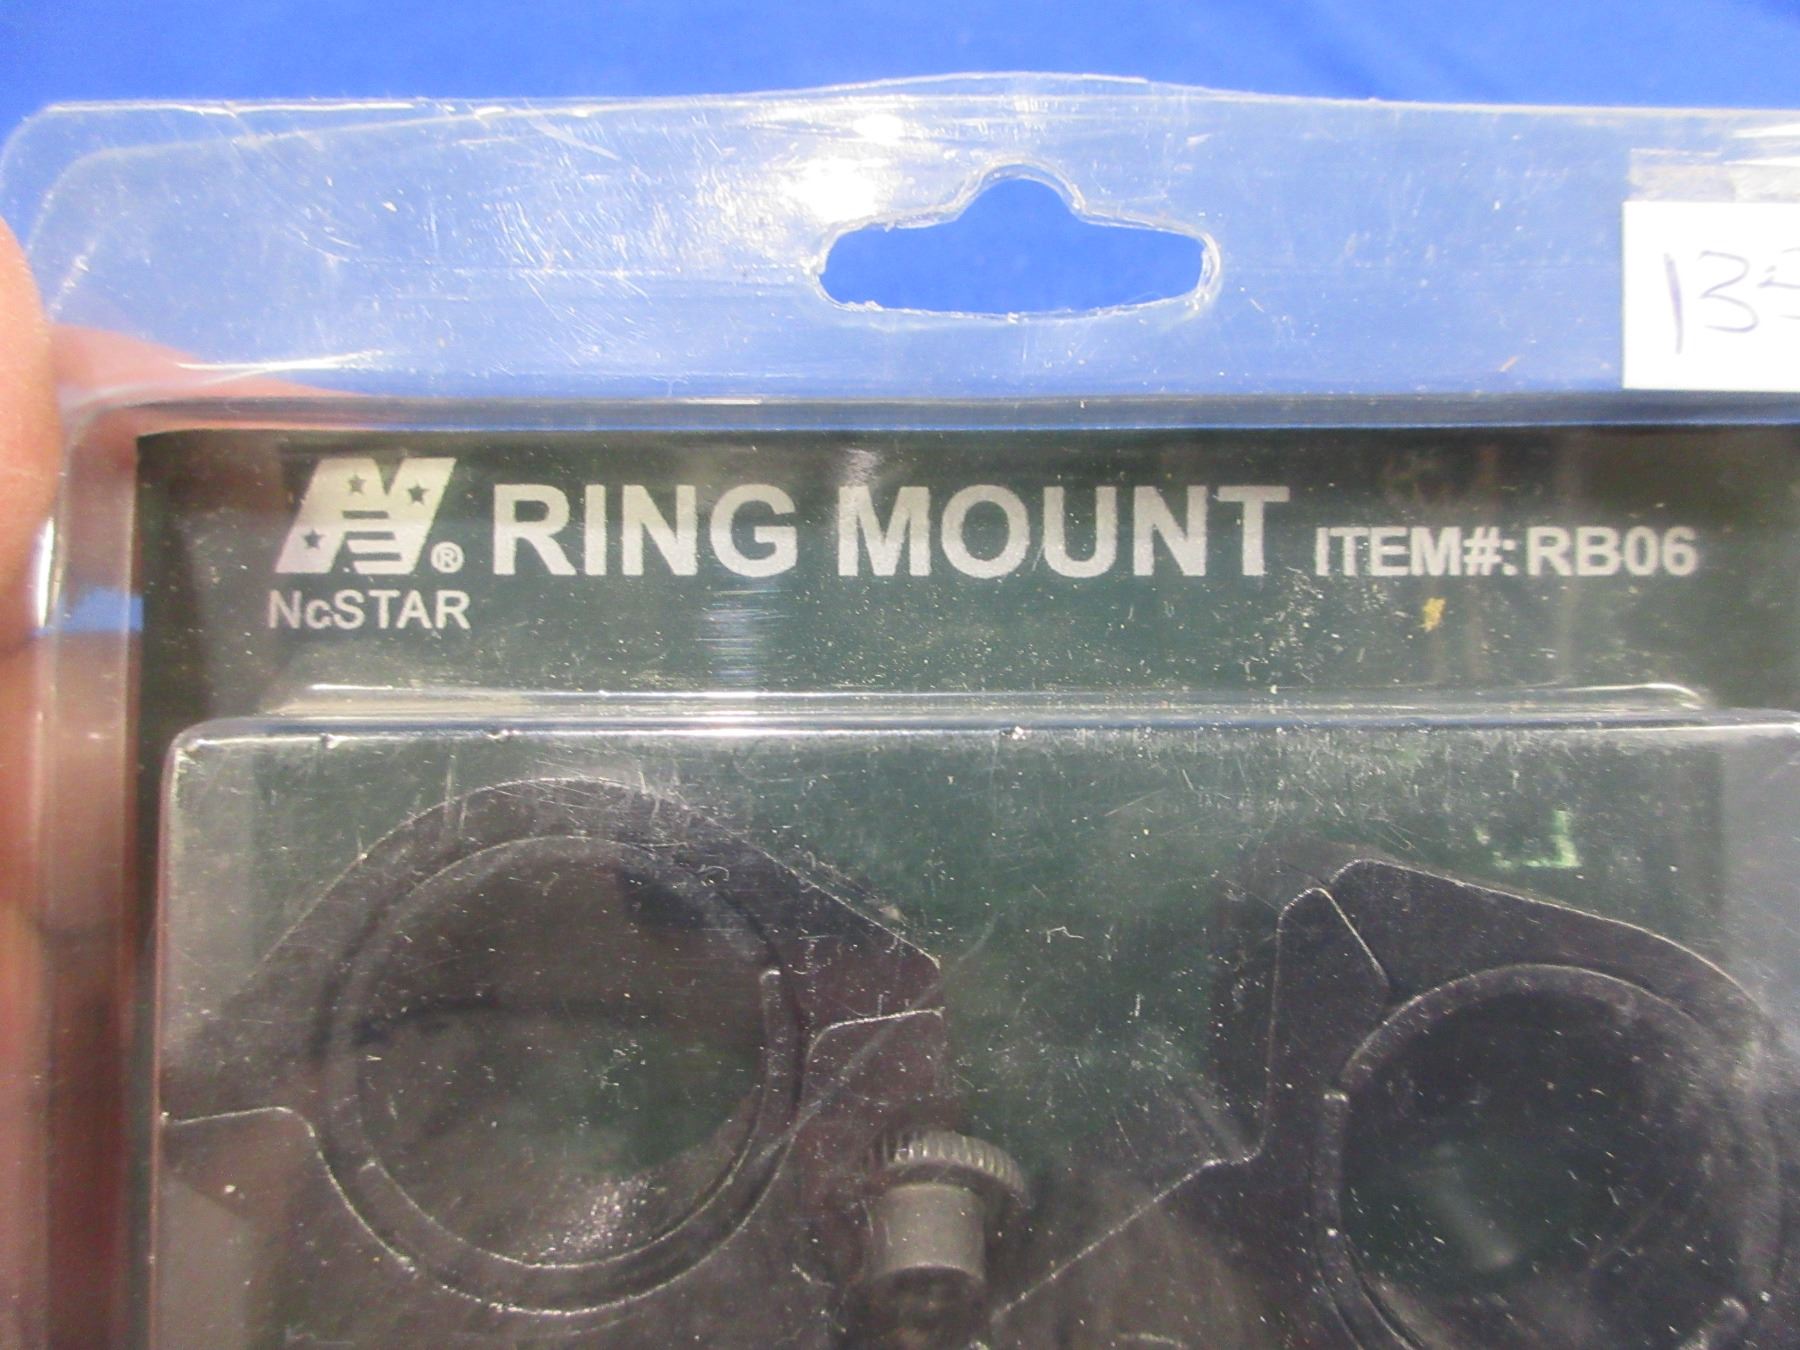 RING MOUNT ITEM#: RB06
®
NcSTAR